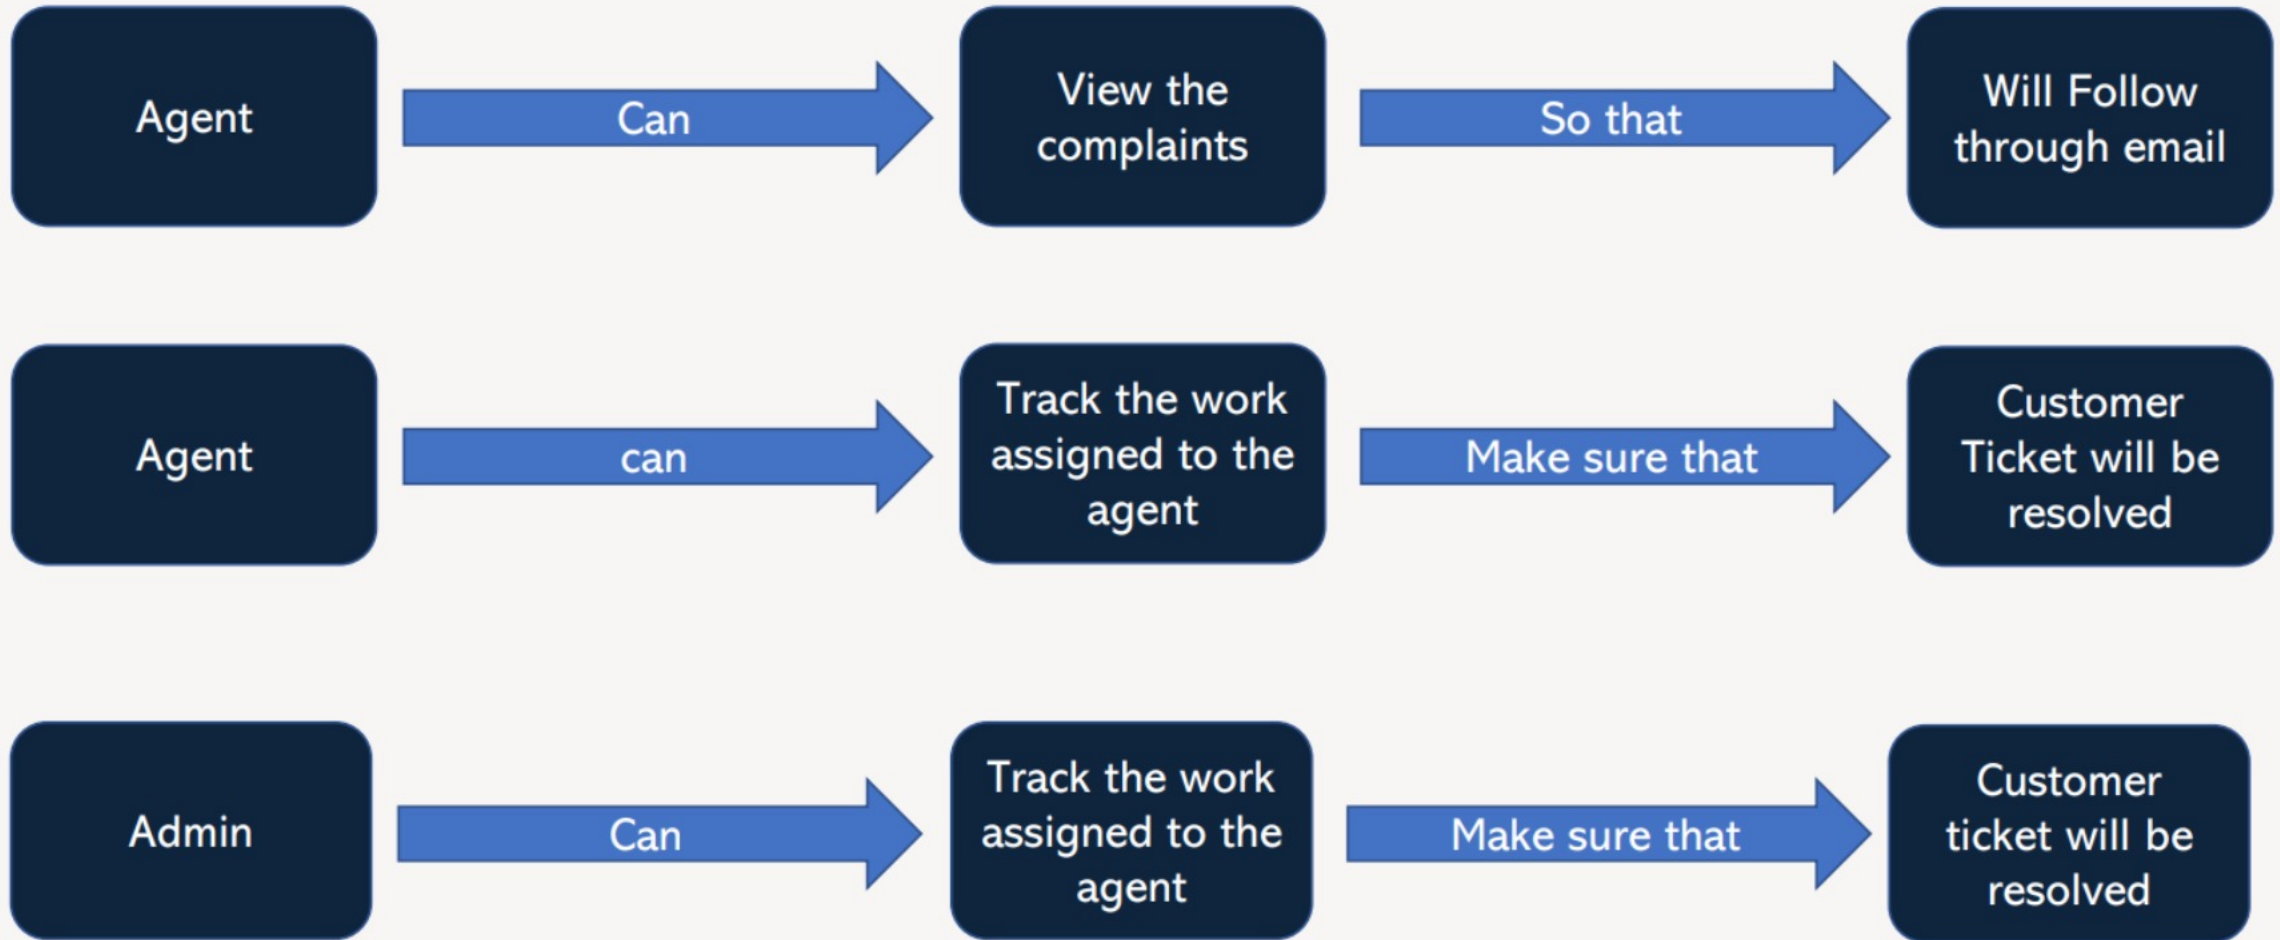 Agent
Can
View the
complaints
So that
Will Follow
through email
Agent
can
Track the work
assigned to the
agent
Make sure that
Customer
Ticket will be
resolved
Admin
Can
Track the work
assigned to the
agent
Make sure that
Customer
ticket will be
resolved